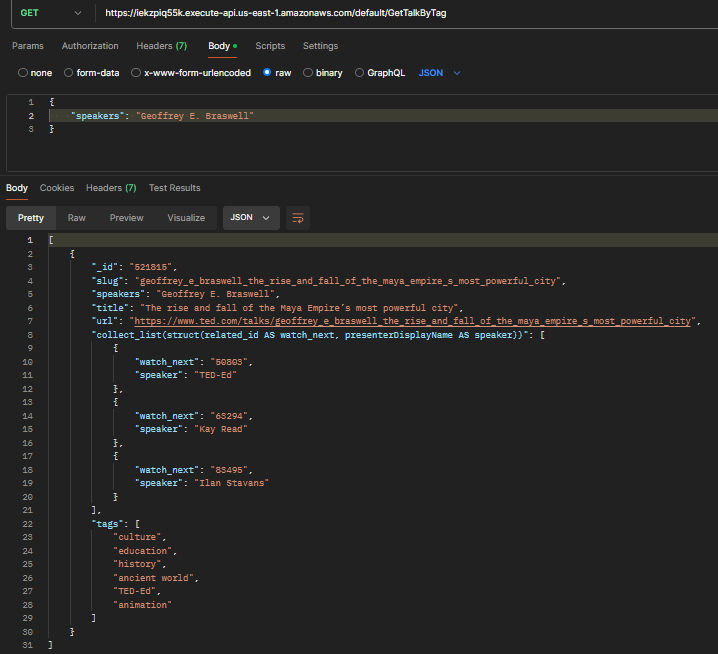 GET https://iekzpiq55k.execute-api.us-east-1.amazonaws.com/default/GetTalkByTag
Params Authorization Headers (7) Body Scripts Settings
none form-data x-www-form-urlencoded raw binary GraphQL JSON
1 {
2 "speakers": "Geoffrey E. Braswell"
3 }
Body Cookies Headers (7) Test Results
Pretty Raw Preview Visualize JSON
1 [
2 {
3 "_id": "521815",
4 "slug": "geoffrey_e_braswell_the_rise_and_fall_of_the_maya_empire_s_most_powerful_city",
5 "speakers": "Geoffrey E. Braswell",
6 "title": "The rise and fall of the Maya Empire's most powerful city",
7 "url": "https://www.ted.com/talks/geoffrey_e_braswell_the_rise_and_fall_of_the_maya_empire_s_most_powerful_city",
8 "collect_list(struct(related_id AS watch_next, presenterDisplayName AS speaker))": [
9 {
10 "watch_next": "50803",
11 "speaker": "TED-Ed"
12 },
13 {
14 "watch_next": "63294",
15 "speaker": "Kay Read"
16 },
17 {
18 "watch_next": "83495",
19 "speaker": "Ilan Stavans"
20 }
21 ],
22 "tags": [
23 "culture",
24 "education",
25 "history",
26 "ancient world",
27 "TED-Ed",
28 "animation"
29 ]
30 }
31 ]